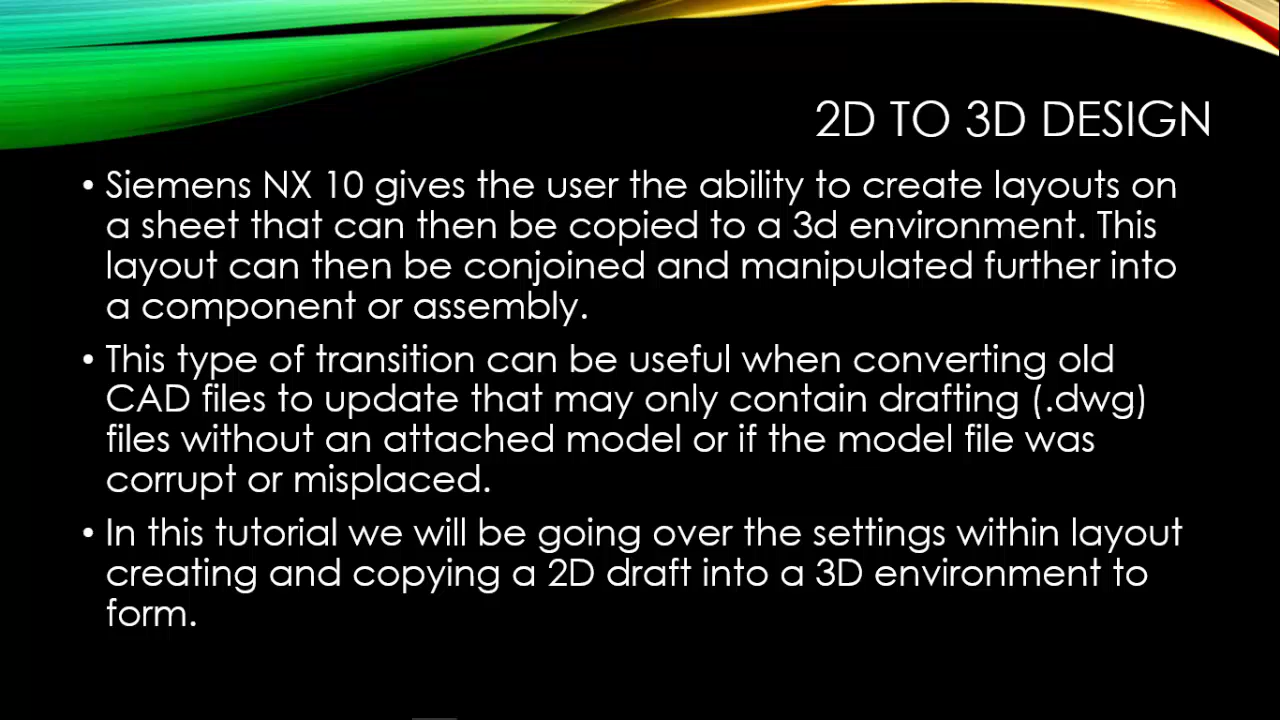 2D TO 3D DESIGN
• Siemens NX 10 gives the user the ability to create layouts on
a sheet that can then be copied to a 3d environment. This
layout can then be conjoined and manipulated further into
a component or assembly.
• This type of transition can be useful when converting old
CAD files to update that may only contain drafting (.dwg)
files without an attached model or if the model file was
corrupt or misplaced.
• In this tutorial we will be going over the settings within layout
creating and copying a 2D draft into a 3D environment to
form.